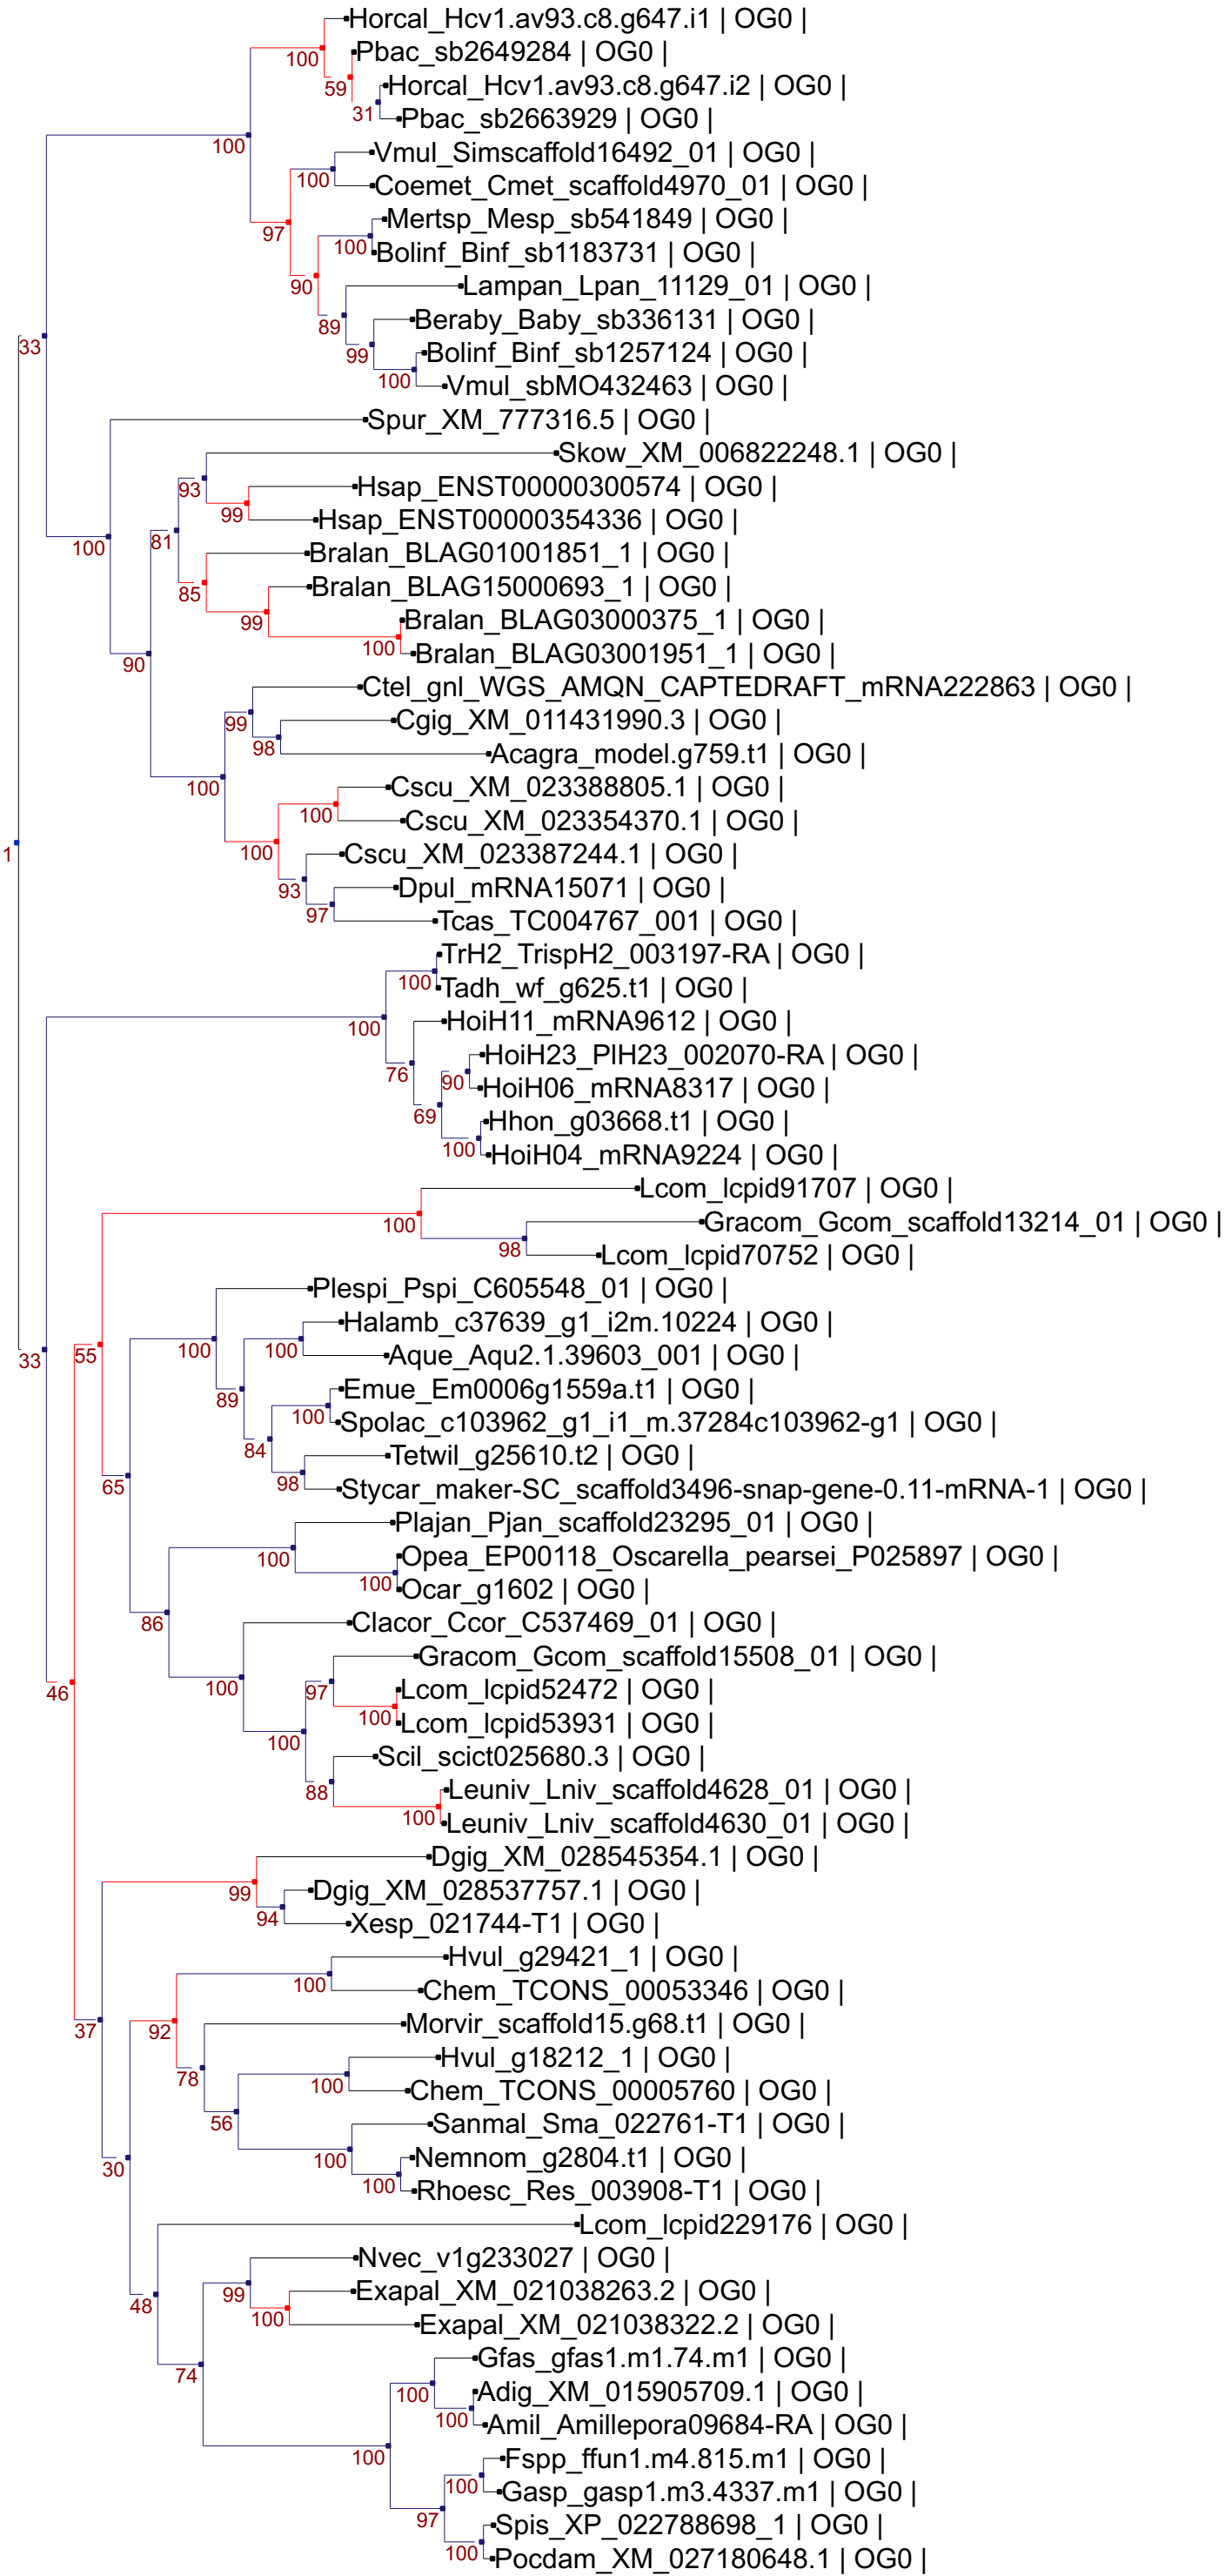 Horcal_Hcv1.av93.c8.g647.i1 | OG0 |
100
Pbac_sb2649284 | OG0 |
59
Horcal_Hcv1.av93.c8.g647.i2 | OG0 |
31
Pbac_sb2663929 | OG0 |
100
Vmul_Simscaffold16492_01 | OG0 |
100
Coemet_Cmet_scaffold4970_01 | OG0 |
Mertsp_Mesp_sb541849 | OG0 |
97
100
Bolinf_Binf_sb1183731 | OG0 |
90
Lampan_Lpan_11129_01 | OG0 |
89
Beraby_Baby_sb336131 | OG0 |
33
99
Bolinf_Binf_sb1257124 | OG0 |
100
Vmul_sbMO432463 | OG0 |
Spur_XM_777316.5 | OG0 |
Skow_XM_006822248.1 | OG0 |
93
Hsap_ENST00000300574 | OG0 |
99
Hsap_ENST00000354336 | OG0 |
100
81
Bralan_BLAG01001851_1 | OG0 |
85
Bralan_BLAG15000693_1 | OG0 |
99
Bralan_BLAG03000375_1 | OG0 |
100
Bralan_BLAG03001951_1 | OG0 |
90
Ctel_gnl_WGS_AMQN_CAPTEDRAFT_mRNA222863 | OG0 |
99
Cgig_XM_011431990.3 | OG0 |
98
Acagra_model.g759.t1 | OG0 |
100
Cscu_XM_023388805.1 | OG0 |
100
Cscu_XM_023354370.1 | OG0 |
1
100
Cscu_XM_023387244.1 | OG0 |
93
Dpul_mRNA15071 | OG0 |
97
Tcas_TC004767_001 | OG0 |
TrH2_TrispH2_003197-RA | OG0 |
100
Tadh_wf_g625.t1 | OG0 |
100
HoiH11_mRNA9612 | OG0 |
76
HoiH23_PlH23_002070-RA | OG0 |
90
HoiH06_mRNA8317 | OG0 |
69
Hhon_g03668.t1 | OG0 |
100
HoiH04_mRNA9224 | OG0 |
Lcom_lcpid91707 | OG0 |
100
Gracom_Gcom_scaffold13214_01 | OG0 |
98
Lcom_lcpid70752 | OG0 |
Plespi_Pspi_C605548_01 | OG0 |
Halamb_c37639_g1_i2m.10224 | OG0 |
33
55
100
100
Aque_Aqu2.1.39603_001 | OG0 |
89
Emue_Em0006g1559a.t1 | OG0 |
100
Spolac_c103962_g1_i1_m.37284c103962-g1 | OG0 |
84
Tetwil_g25610.t2 | OG0 |
65
98
Stycar_maker-SC_scaffold3496-snap-gene-0.11-mRNA-1 | OG0 |
Plajan_Pjan_scaffold23295_01 | OG0 |
100
Opea_EP00118_Oscarella_pearsei_P025897 | OG0 |
100
Ocar_g1602 | OG0 |
86
Clacor_Ccor_C537469_01 | OG0 |
Gracom_Gcom_scaffold15508_01 | OG0 |
46
100
97
Lcom_lcpid52472 | OG0 |
100
Lcom_lcpid53931 | OG0 |
100
Scil_scict025680.3 | OG0 |
88
Leuniv_Lniv_scaffold4628_01 | OG0 |
100
Leuniv_Lniv_scaffold4630_01 | OG0 |
Dgig_XM_028545354.1 | OG0 |
99
Dgig_XM_028537757.1 | OG0 |
94
Xesp_021744-T1 | OG0 |
Hvul_g29421_1 | OG0 |
100
Chem_TCONS_00053346 | OG0 |
37
92
Morvir_scaffold15.g68.t1 | OG0 |
78
Hvul_g18212_1 | OG0 |
100
Chem_TCONS_00005760 | OG0 |
56
Sanmal_Sma_022761-T1 | OG0 |
30
100
Nemnom_g2804.t1 | OG0 |
100
Rhoesc_Res_003908-T1 | OG0 |
Lcom_lcpid229176 | OG0 |
Nvec_v1g233027 | OG0 |
48
99
Exapal_XM_021038263.2 | OG0 |
100
Exapal_XM_021038322.2 | OG0 |
74
Gfas_gfas1.m1.74.m1 | OG0 |
100
Adig_XM_015905709.1 | OG0 |
100
Amil_Amillepora09684-RA | OG0 |
100
Fspp_ffun1.m4.815.m1 | OG0 |
100
Gasp_gasp1.m3.4337.m1 | OG0 |
97
Spis_XP_022788698_1 | OG0 |
100
Pocdam_XM_027180648.1 | OG0 |